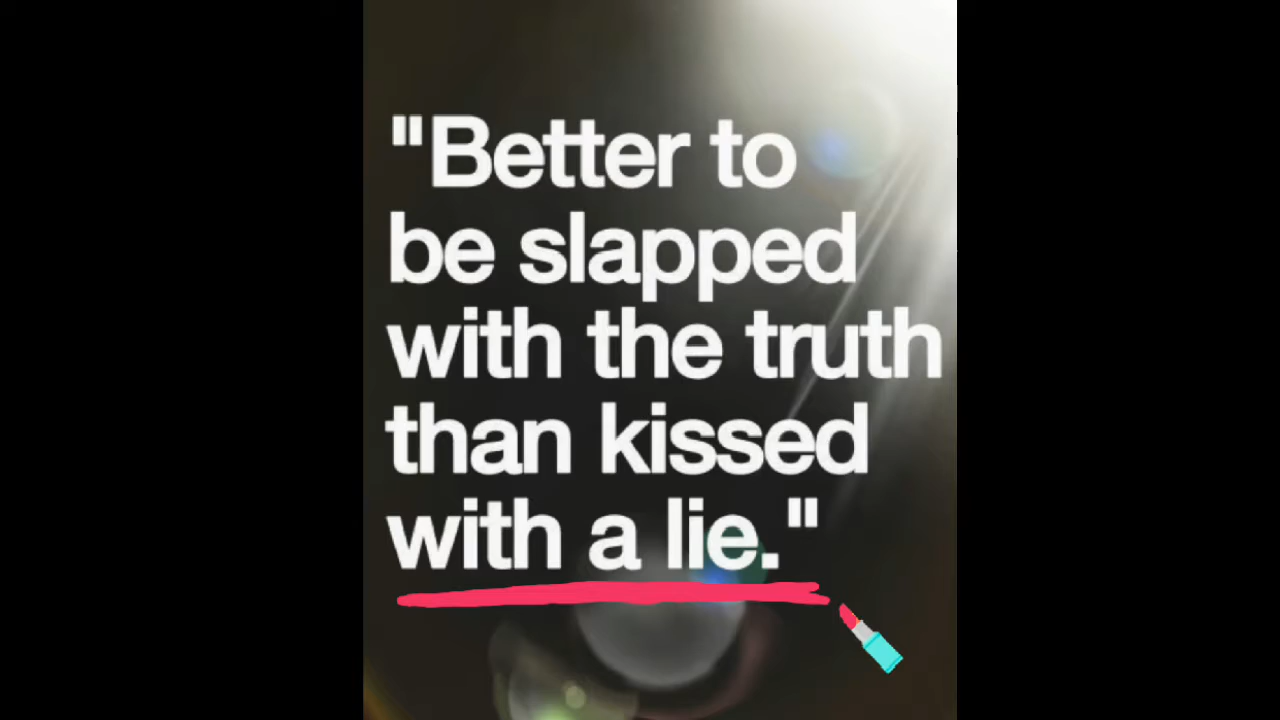 "Better to
be slapped
with the truth
than kissed
with a lie."